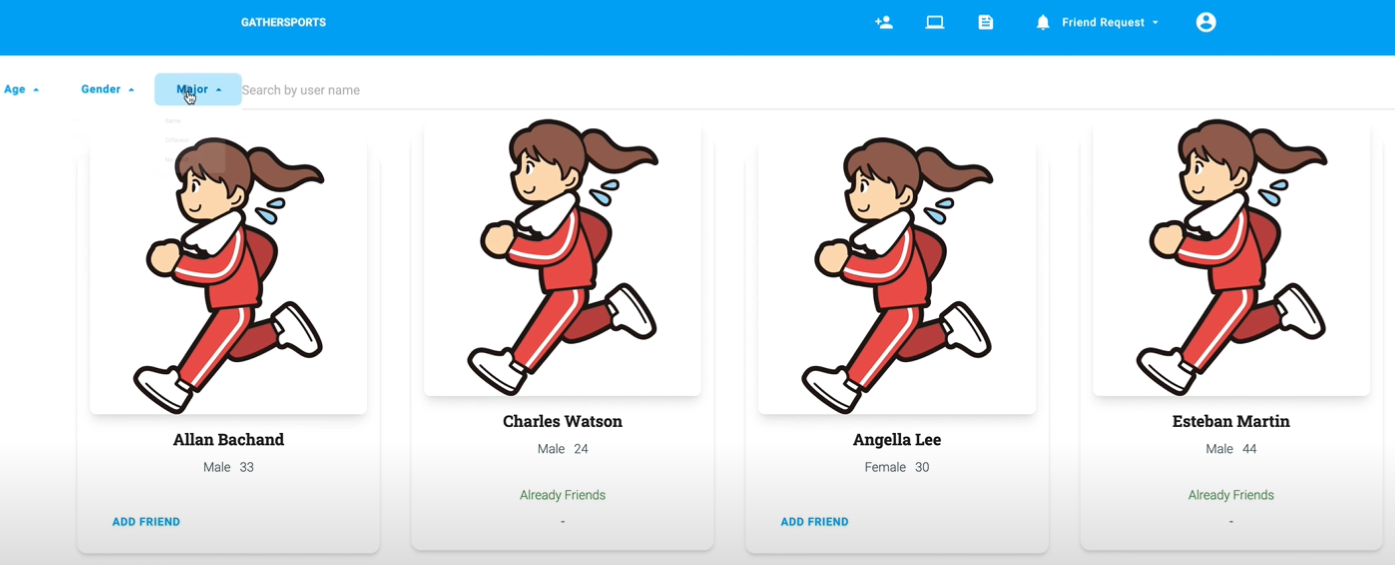 GATHERSPORTS
Friend Request
Age
Gender
Major
Search by user name
Allan Bachand
Male 33
ADD FRIEND
Charles Watson
Male 24
Already Friends
-
Angella Lee
Female 30
ADD FRIEND
Esteban Martin
Male 44
Already Friends
-